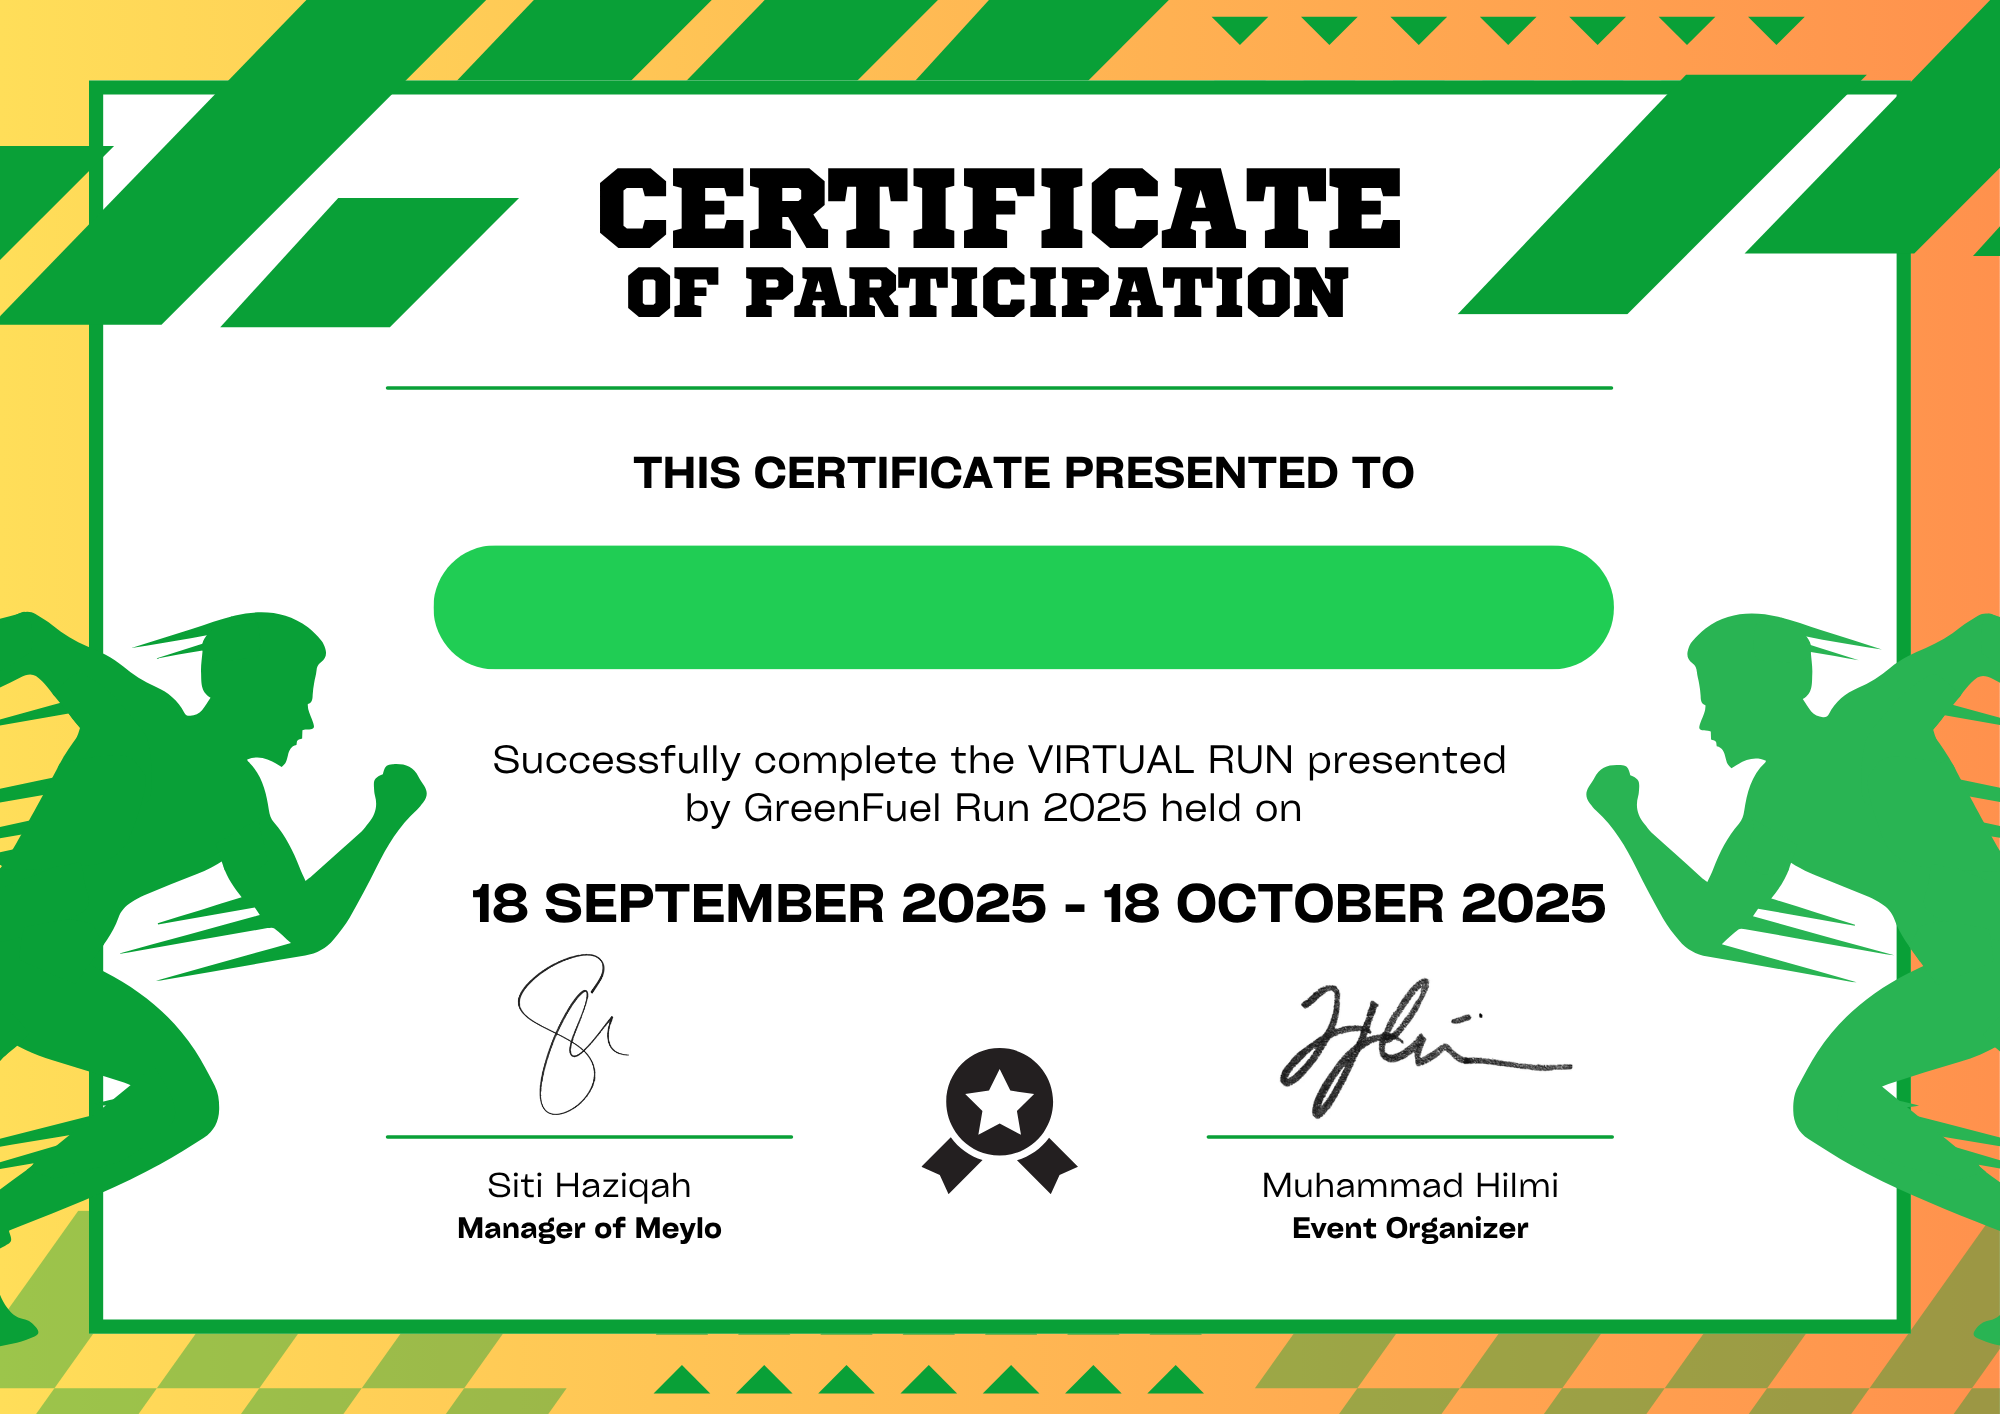 CERTIFICATE
OF PARTICIPATION
THIS CERTIFICATE PRESENTED TO
Successfully complete the VIRTUAL RUN presented
by GreenFuel Run 2025 held on
18 SEPTEMBER 2025 - 18 OCTOBER 2025
Siti Haziqah
Manager of Meylo
Muhammad Hilmi
Event Organizer